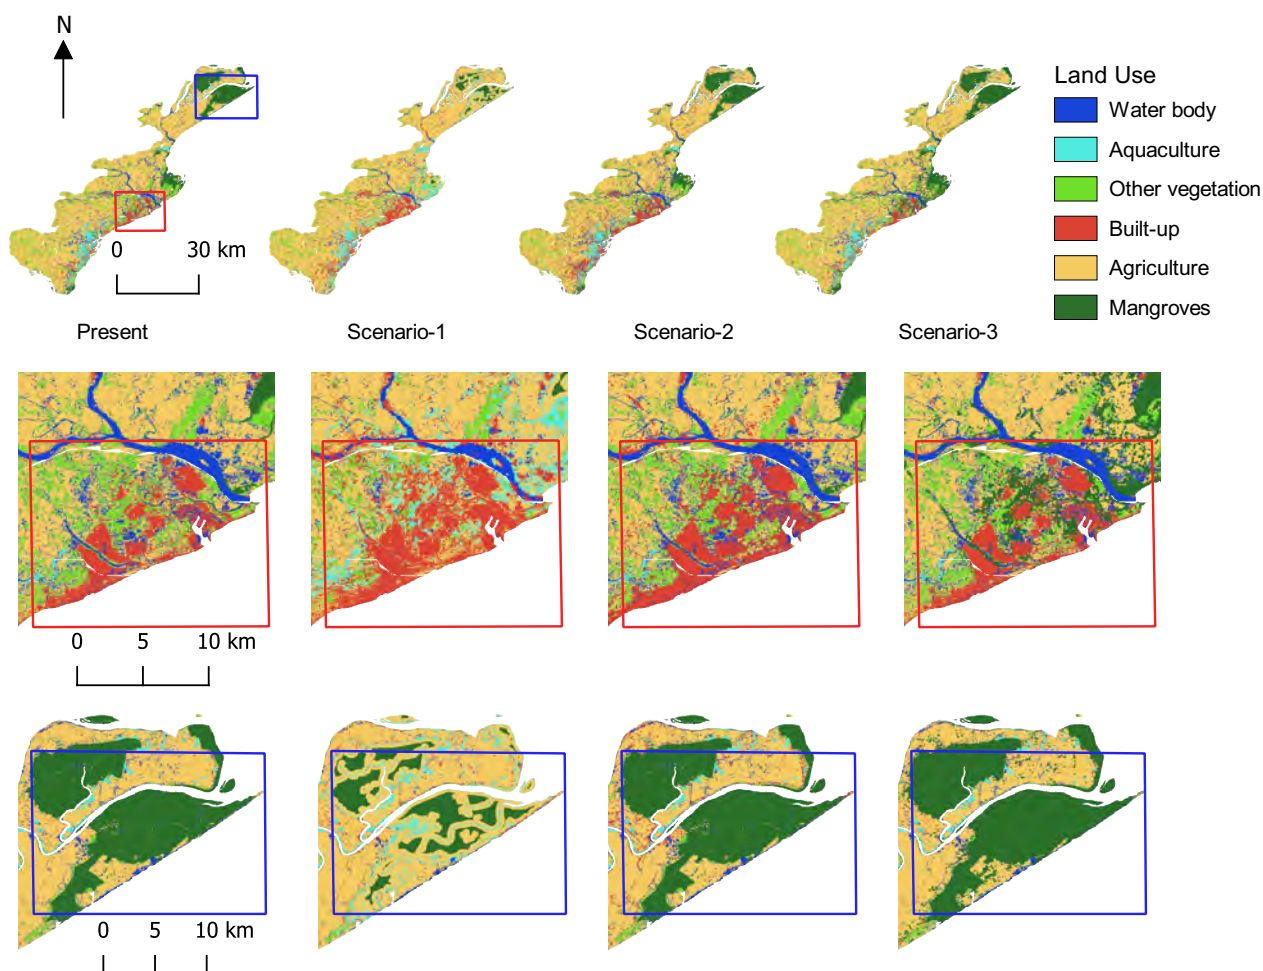 N
Land Use
Water body
Aquaculture
Other vegetation
Built-up
Agriculture
Mangroves
0 30 km
Present Scenario-1 Scenario-2 Scenario-3
0 5 10 km
0 5 10 km